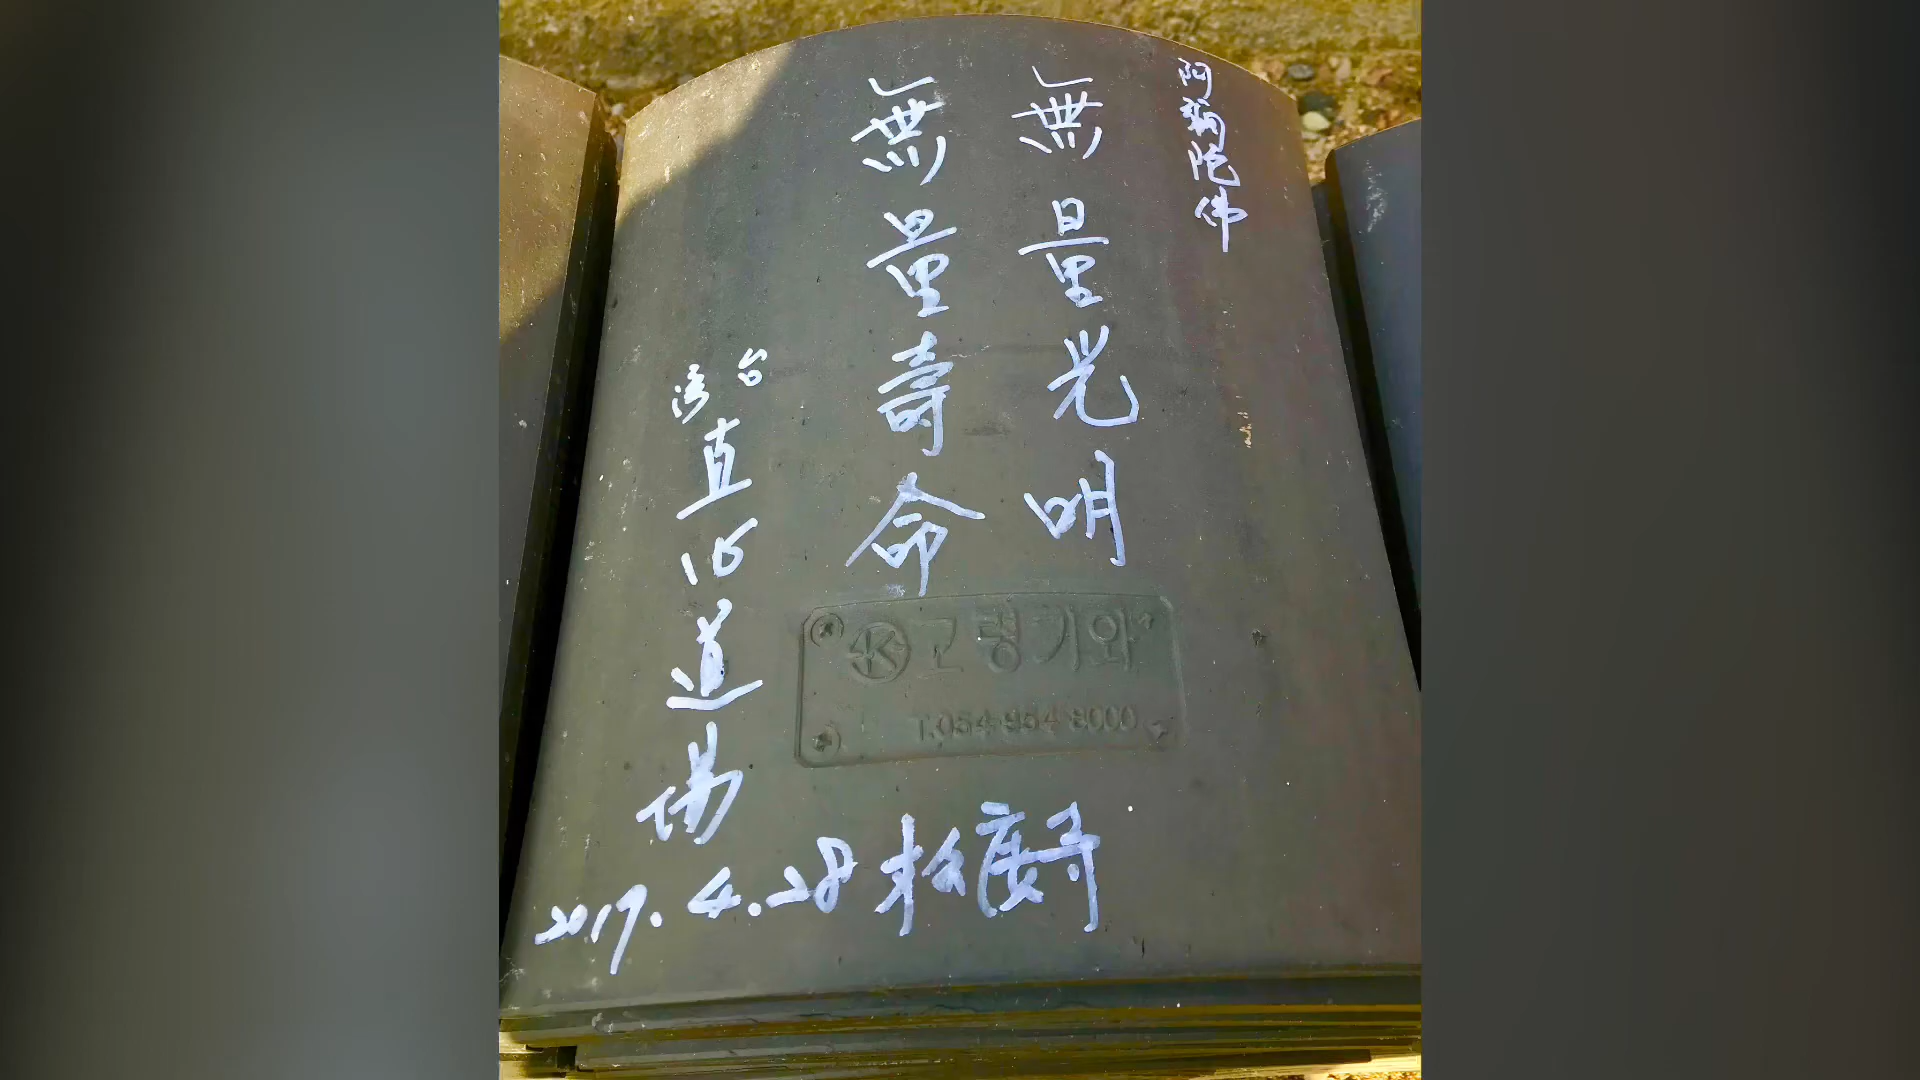 阿彌陀佛
無量光明
無量壽命
台灣
直心道場
2017.4.28 松廣寺
K 고령기와
T.054-954-8000